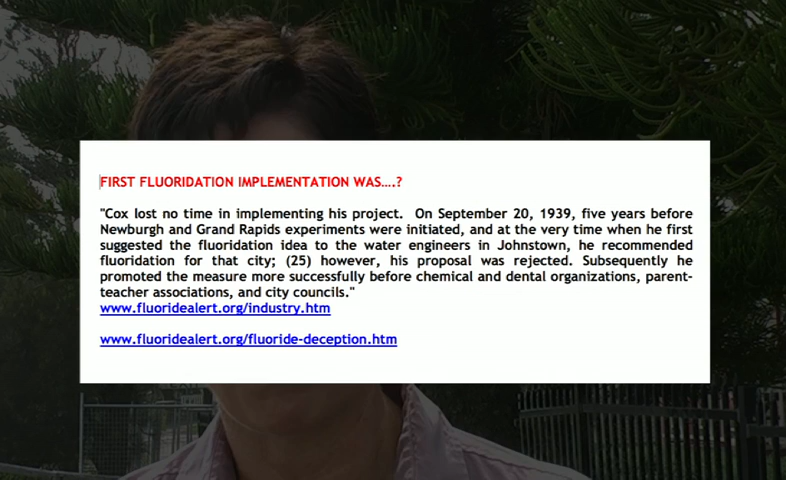 FIRST FLUORIDATION IMPLEMENTATION WAS….?
"Cox lost no time in implementing his project. On September 20, 1939, five years before
Newburgh and Grand Rapids experiments were initiated, and at the very time when he first
suggested the fluoridation idea to the water engineers in Johnstown, he recommended
fluoridation for that city; (25) however, his proposal was rejected. Subsequently he
promoted the measure more successfully before chemical and dental organizations, parent-
teacher associations, and city councils."
www.fluoridealert.org/industry.htm
www.fluoridealert.org/fluoride-deception.htm